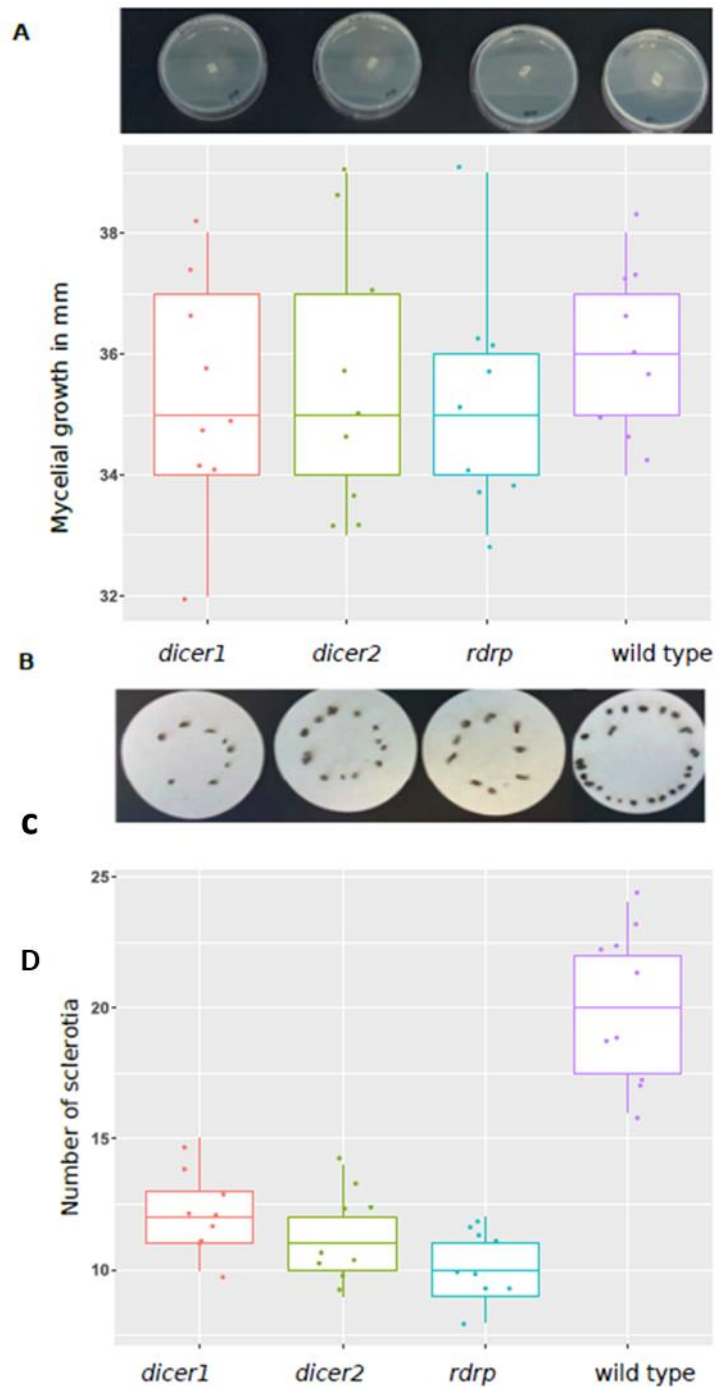 A
Mycelial growth in mm
38
36
34
32
dicer1 dicer2 rdrp wild type
B
C
D
Number of sclerotia
25
20
15
10
dicer1 dicer2 rdrp wild type